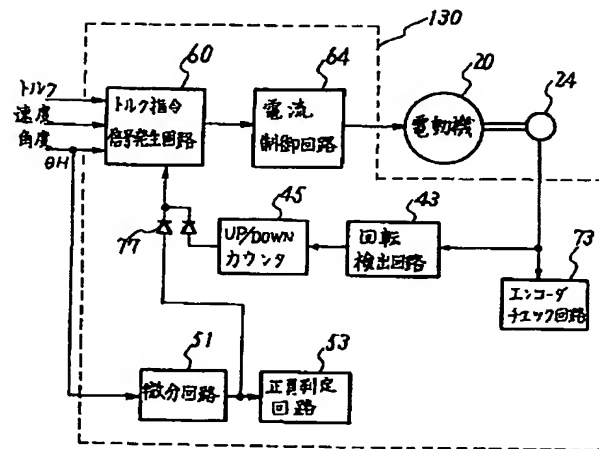 130
60
64
20
24
トルク
速度
角度
θH
トルク指令
信号発生回路
電流
制御回路
電動機
77
45
43
73
UP/DOWN
カウンタ
回転
検出回路
エンコーダ
チェック回路
51
53
微分回路
正負判定
回路